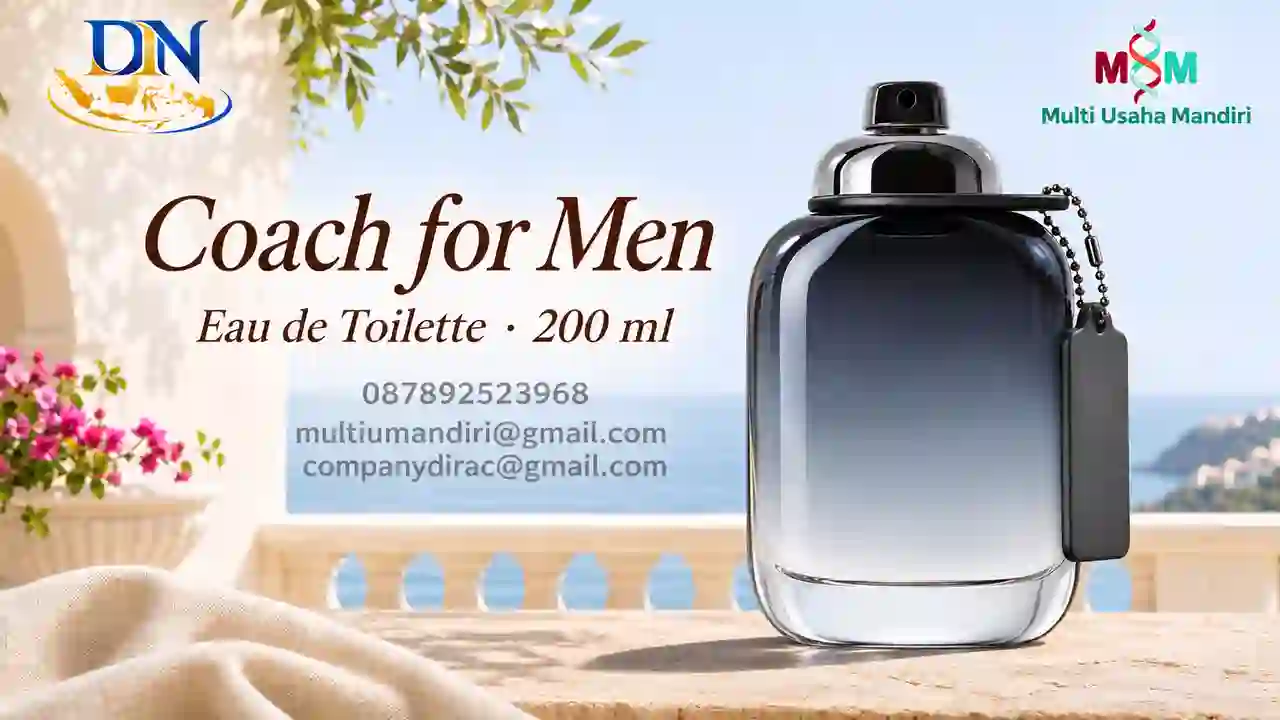 DN
MSM
Multi Usaha Mandiri
Coach for Men
Eau de Toilette · 200 ml
087892523968
multiumandiri@gmail.com
companydirac@gmail.com